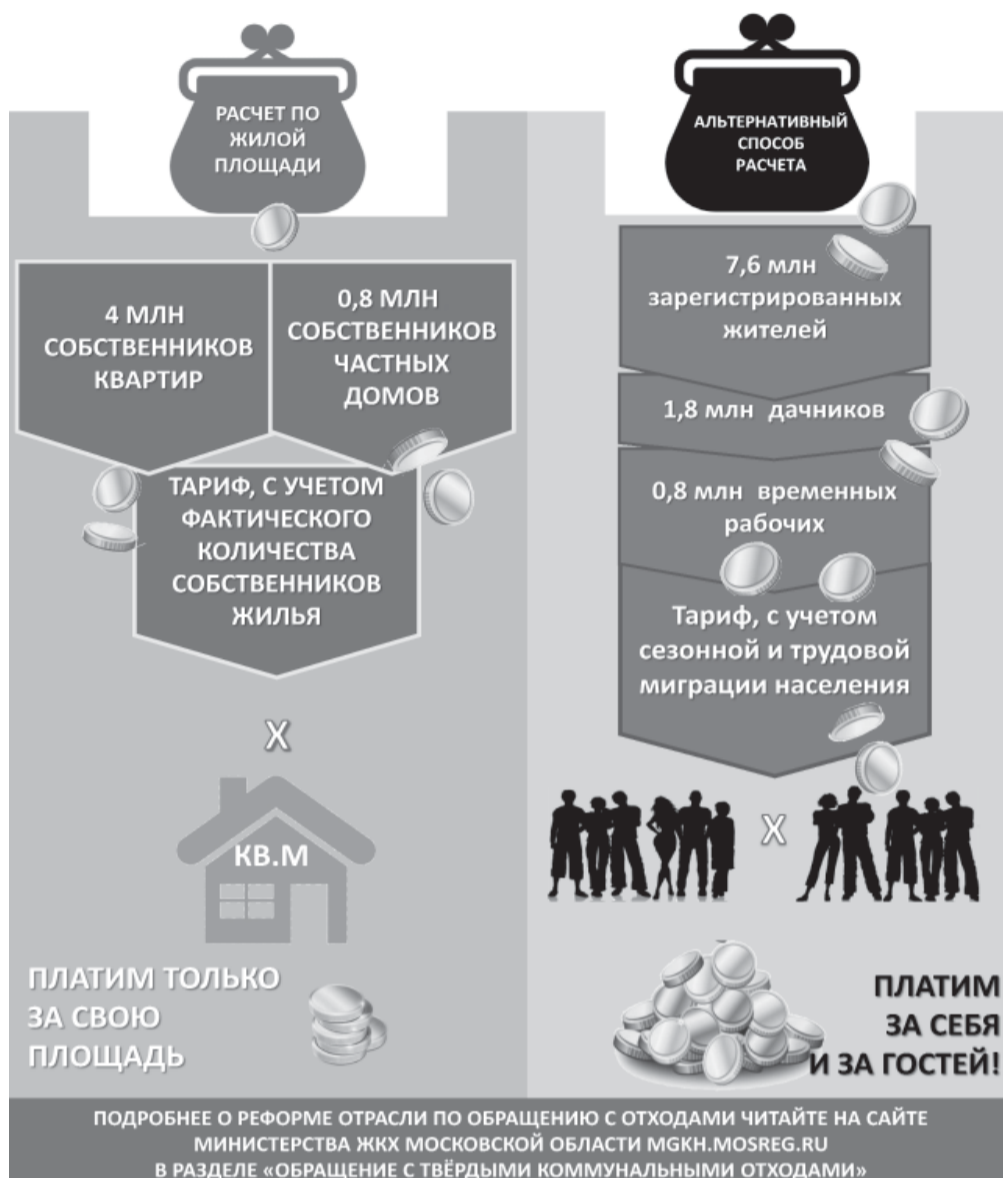 РАСЧЕТ ПО
ЖИЛОЙ
ПЛОЩАДИ
4 МЛН
СОБСТВЕННИКОВ
КВАРТИР
0,8 МЛН
СОБСТВЕННИКОВ
ЧАСТНЫХ
ДОМОВ
ТАРИФ, С УЧЕТОМ
ФАКТИЧЕСКОГО
КОЛИЧЕСТВА
СОБСТВЕННИКОВ
ЖИЛЬЯ
X
КВ.М
ПЛАТИМ ТОЛЬКО
ЗА СВОЮ
ПЛОЩАДЬ
АЛЬТЕРНАТИВНЫЙ
СПОСОБ
РАСЧЕТА
7,6 млн
зарегистрированных
жителей
1,8 млн дачников
0,8 млн временных
рабочих
Тариф, с учетом
сезонной и трудовой
миграции населения
X
ПЛАТИМ
ЗА СЕБЯ
И ЗА ГОСТЕЙ!
ПОДРОБНЕЕ О РЕФОРМЕ ОТРАСЛИ ПО ОБРАЩЕНИЮ С ОТХОДАМИ ЧИТАЙТЕ НА САЙТЕ
МИНИСТЕРСТВА ЖКХ МОСКОВСКОЙ ОБЛАСТИ MGKH.MOSREG.RU
В РАЗДЕЛЕ «ОБРАЩЕНИЕ С ТВЁРДЫМИ КОММУНАЛЬНЫМИ ОТХОДАМИ»